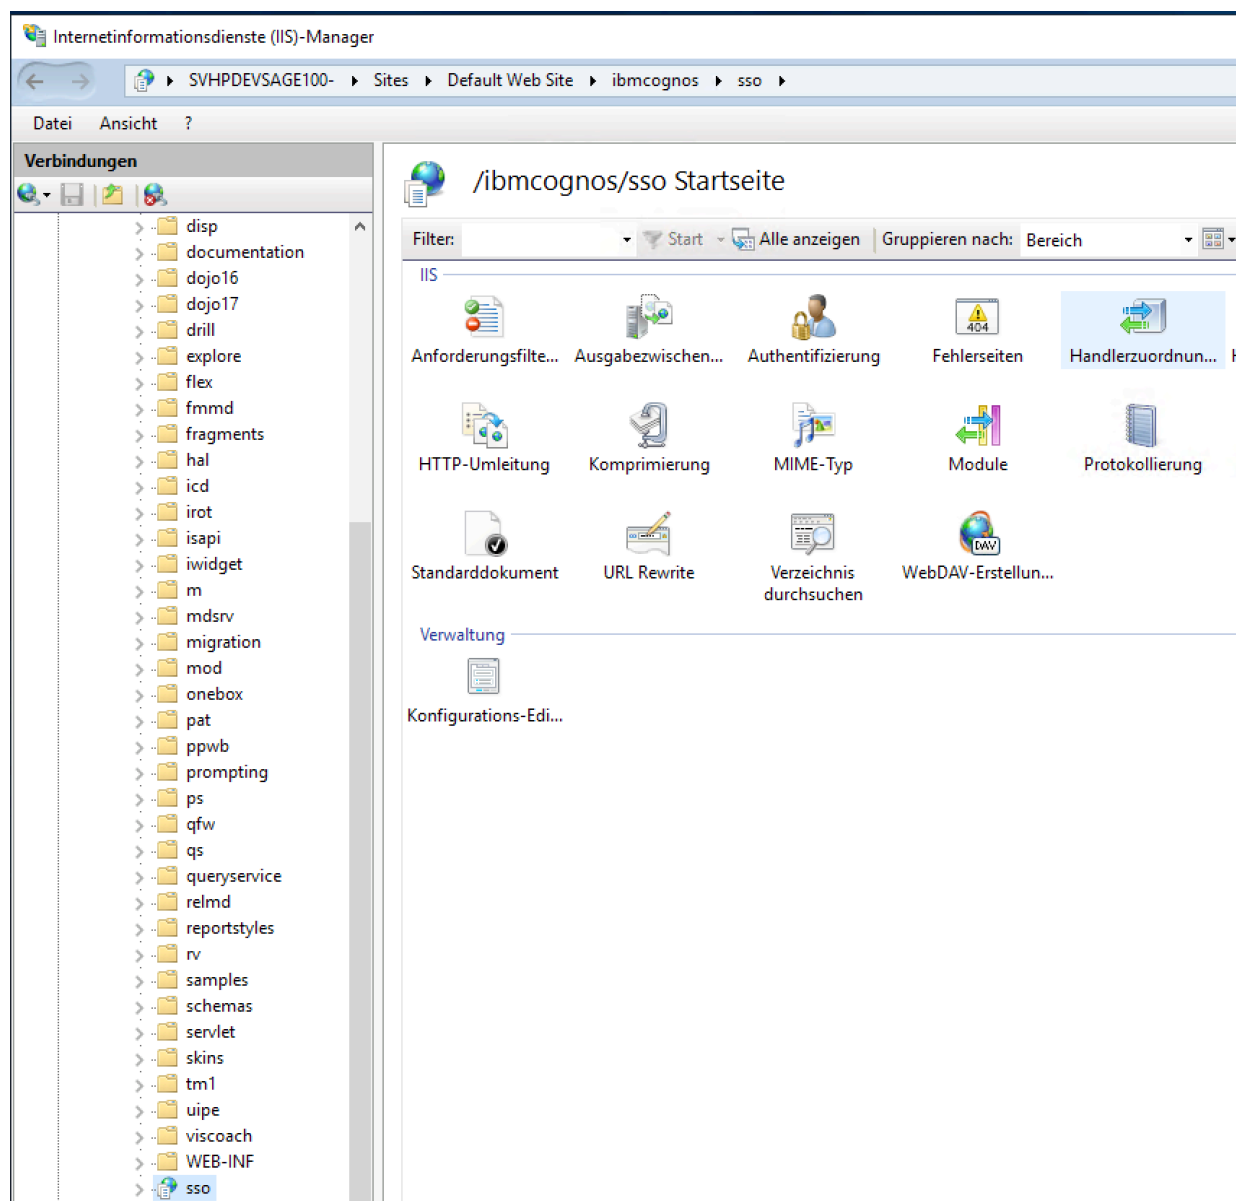 Internetinformationsdienste (IIS)-Manager
SVHPDEVSAGE100- Sites Default Web Site ibmcognos sso
Datei Ansicht ?
Verbindungen
disp
documentation
dojo16
dojo17
drill
explore
flex
fmmd
fragments
hal
icd
irot
isapi
iwidget
m
mdsrv
migration
mod
onebox
pat
ppwb
prompting
ps
qfw
qs
queryservice
relmd
reportstyles
rv
samples
schemas
servlet
skins
tm1
uipe
viscoach
WEB-INF
sso
/ibmcognos/sso Startseite
Filter: Start Alle anzeigen Gruppieren nach: Bereich
IIS
404
Anforderungsfilte... Ausgabezwischen... Authentifizierung Fehlerseiten Handlerzuordnun...
HTTP-Umleitung Komprimierung MIME-Typ Module Protokollierung
DAV
Standarddokument URL Rewrite Verzeichnis WebDAV-Erstellun...
durchsuchen
Verwaltung
Konfigurations-Edi...